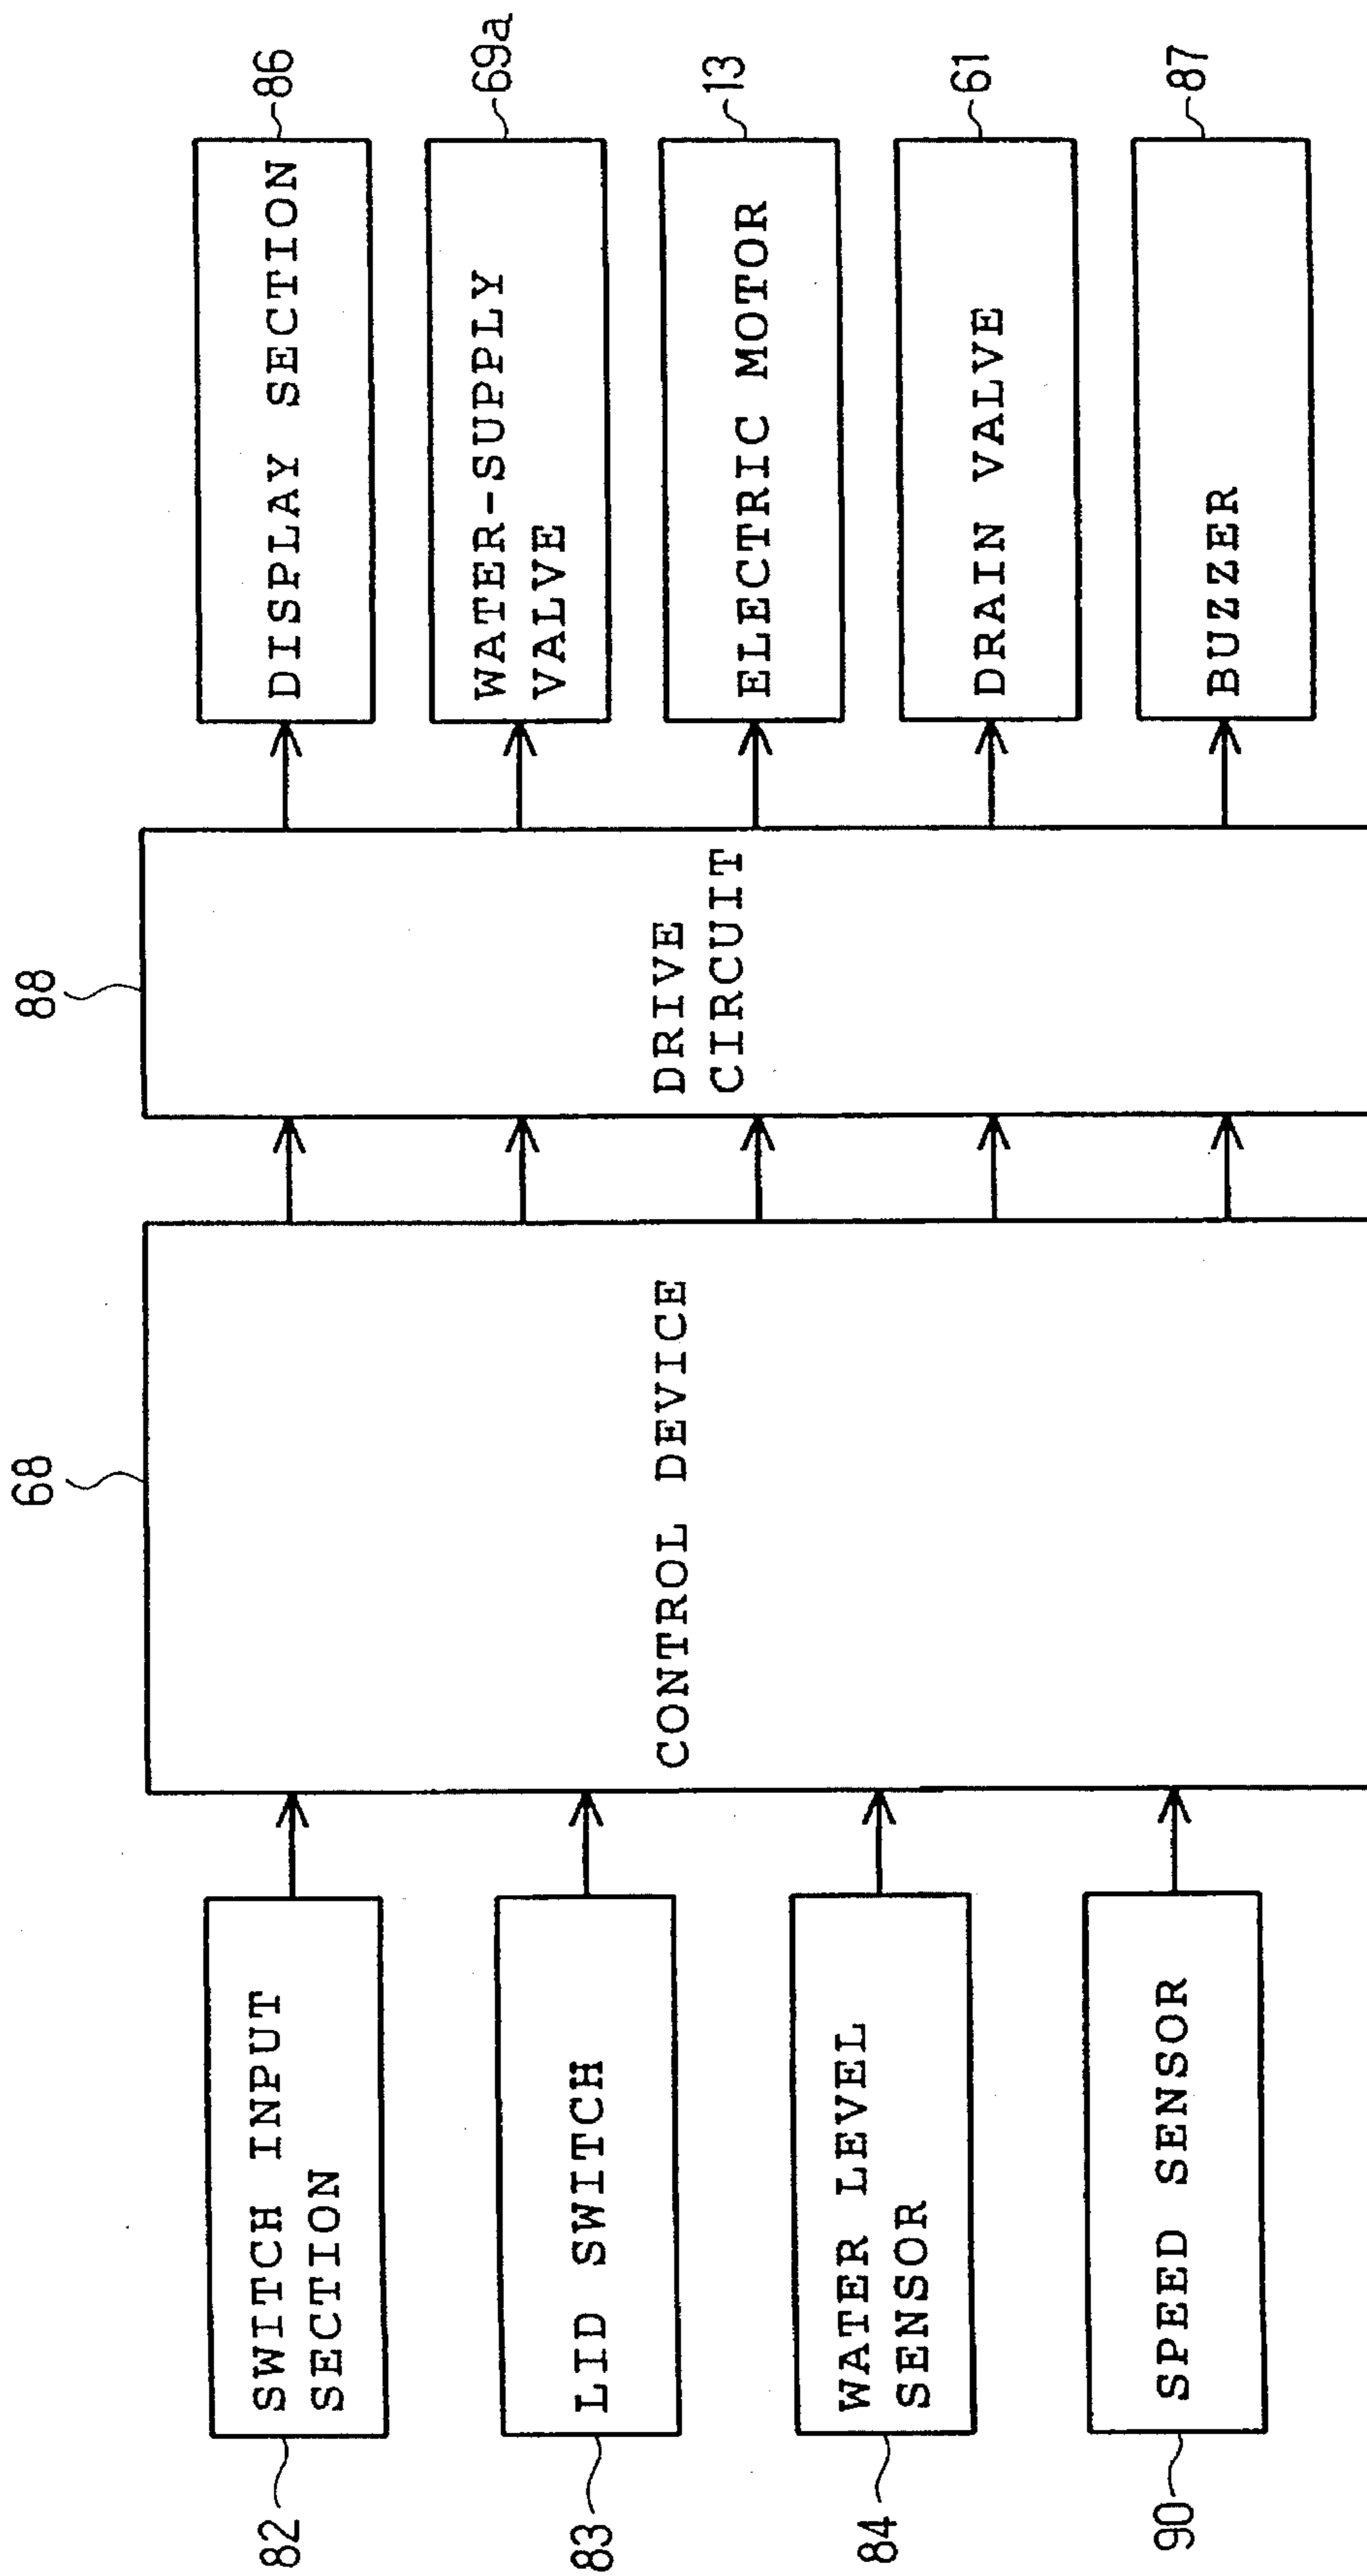 82
SWITCH INPUT
SECTION
83
LID SWITCH
84
WATER LEVEL
SENSOR
90
SPEED SENSOR
68
CONTROL DEVICE
88
DRIVE
CIRCUIT
DISPLAY SECTION
86
WATER-SUPPLY
VALVE
69a
ELECTRIC MOTOR
13
DRAIN VALVE
61
BUZZER
87